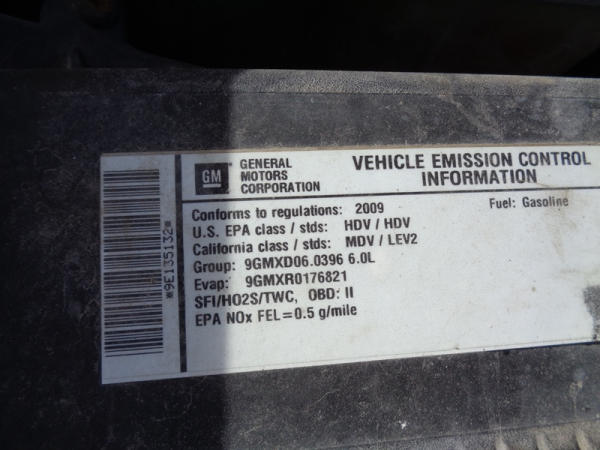 *9E135132*
GM
GENERAL
MOTORS
CORPORATION
VEHICLE EMISSION CONTROL
INFORMATION
Conforms to regulations: 2009
Fuel: Gasoline
U.S. EPA class / stds: HDV / HDV
California class / stds: MDV / LEV2
Group: 9GMXD06.0396 6.0L
Evap: 9GMXR0176821
SFI/HO2S/TWC, OBD: II
EPA NOx FEL=0.5 g/mile